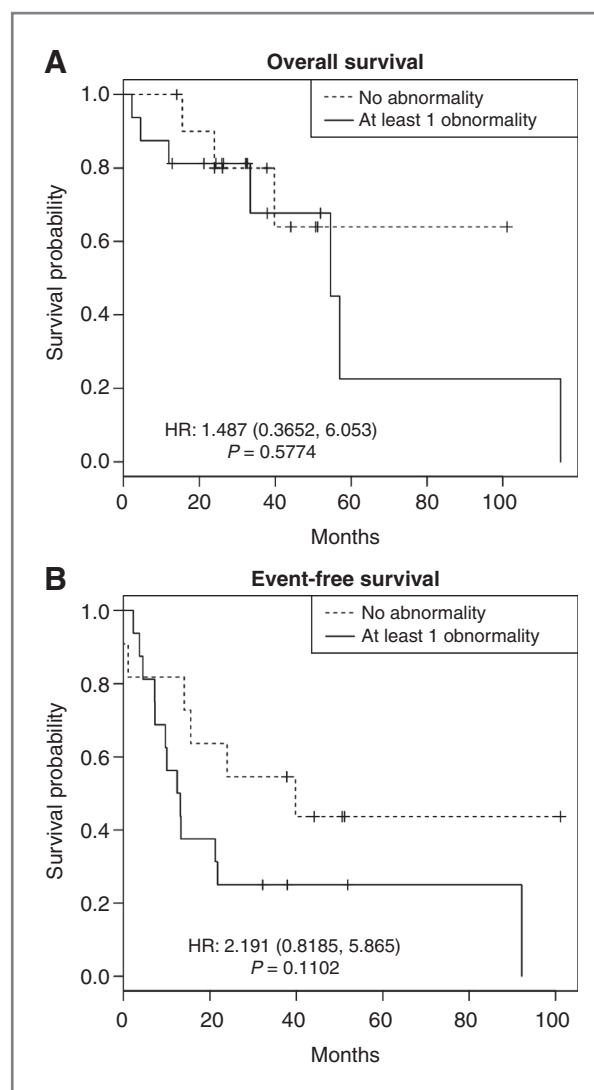 A
Overall survival
No abnormality
At least 1 obnormality
1.0
0.8
0.6
0.4
0.2
0.0
Survival probability
HR: 1.487 (0.3652, 6.053)
P = 0.5774
0 20 40 60 80 100
Months
B
Event-free survival
No abnormality
At least 1 obnormality
1.0
0.8
0.6
0.4
0.2
0.0
Survival probability
HR: 2.191 (0.8185, 5.865)
P = 0.1102
0 20 40 60 80 100
Months